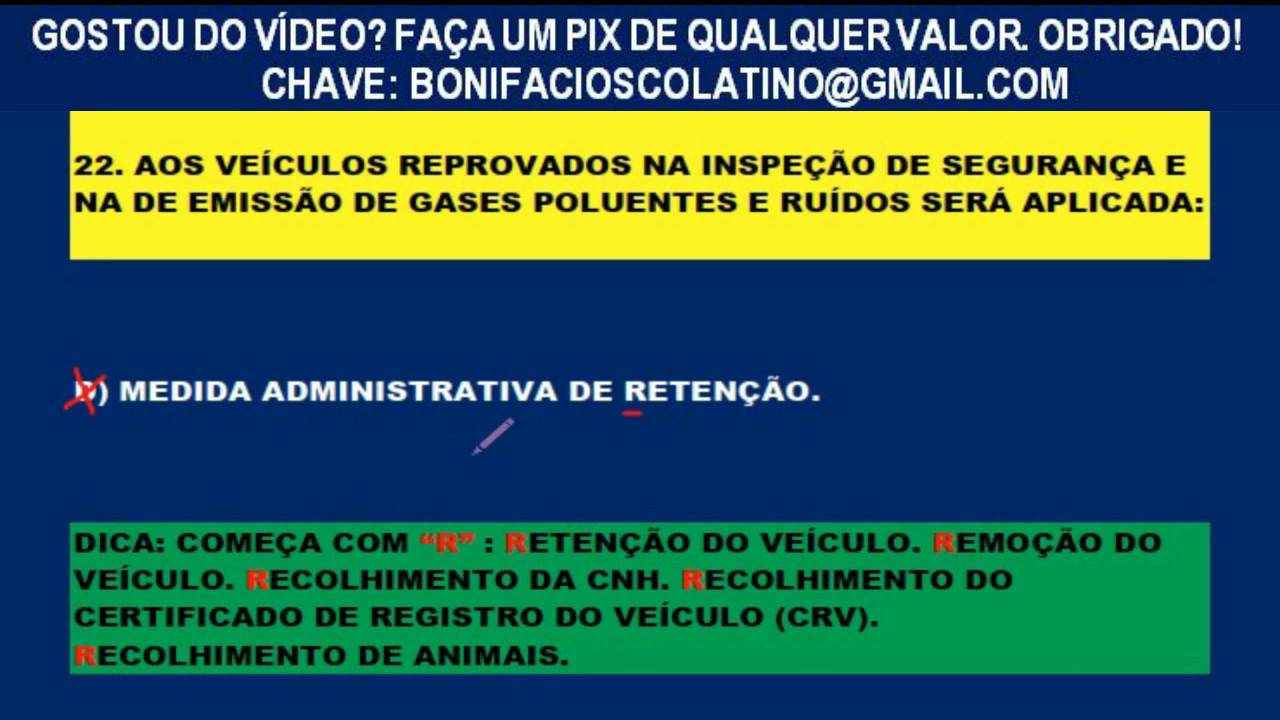 GOSTOU DO VÍDEO? FAÇA UM PIX DE QUALQUER VALOR. OBRIGADO!
CHAVE: BONIFACIOSCOLATINO@GMAIL.COM
22. AOS VEÍCULOS REPROVADOS NA INSPEÇÃO DE SEGURANÇA E
NA DE EMISSÃO DE GASES POLUENTES E RUÍDOS SERÁ APLICADA:
D) MEDIDA ADMINISTRATIVA DE RETENÇÃO.
DICA: COMEÇA COM “R” : RETENÇÃO DO VEÍCULO. REMOÇÃO DO
VEÍCULO. RECOLHIMENTO DA CNH. RECOLHIMENTO DO
CERTIFICADO DE REGISTRO DO VEÍCULO (CRV).
RECOLHIMENTO DE ANIMAIS.